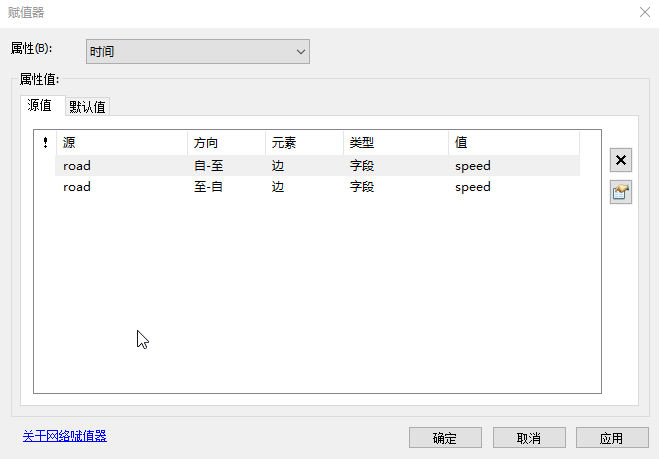 赋值器
属性(B): 时间
属性值:
源值 默认值
! 源 方向 元素 类型 值
road 自-至 边 字段 speed
road 至-自 边 字段 speed
关于网络赋值器 确定 取消 应用